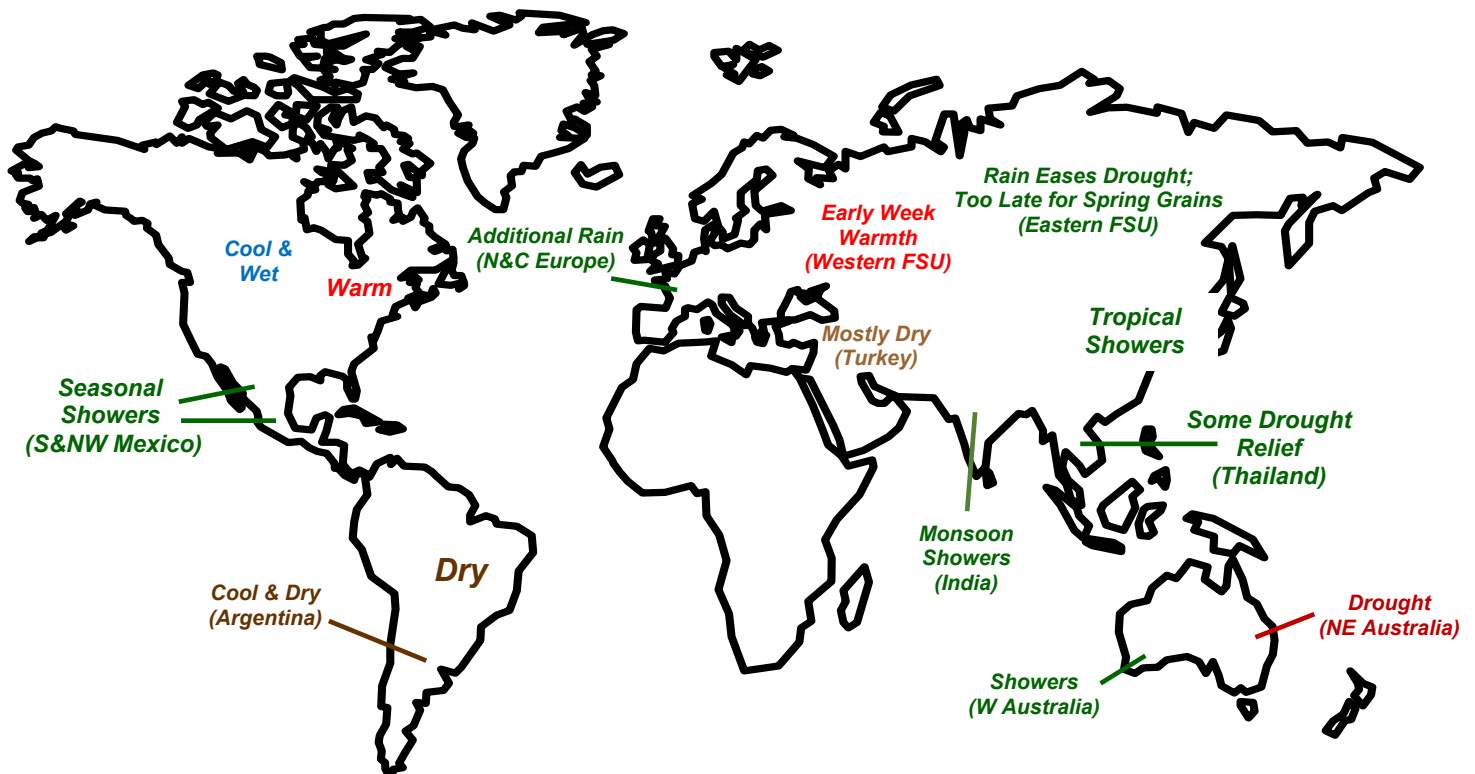 Rain Eases Drought;
Too Late for Spring Grains
(Eastern FSU)
Early Week
Warmth
(Western FSU)
Additional Rain
(N&C Europe)
Cool &
Wet
Warm
Tropical
Showers
Mostly Dry
(Turkey)
Seasonal
Showers
(S&NW Mexico)
Some Drought
Relief
(Thailand)
Monsoon
Showers
(India)
Dry
Cool & Dry
(Argentina)
Drought
(NE Australia)
Showers
(W Australia)